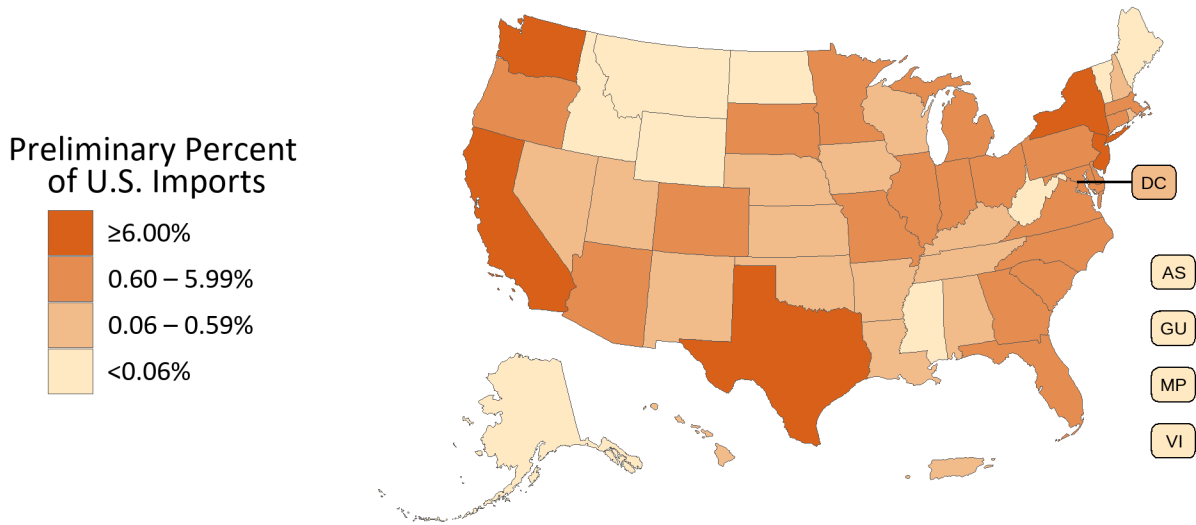 Preliminary Percent
of U.S. Imports
≥6.00%
0.60 – 5.99%
0.06 – 0.59%
<0.06%
DC
AS
GU
MP
VI